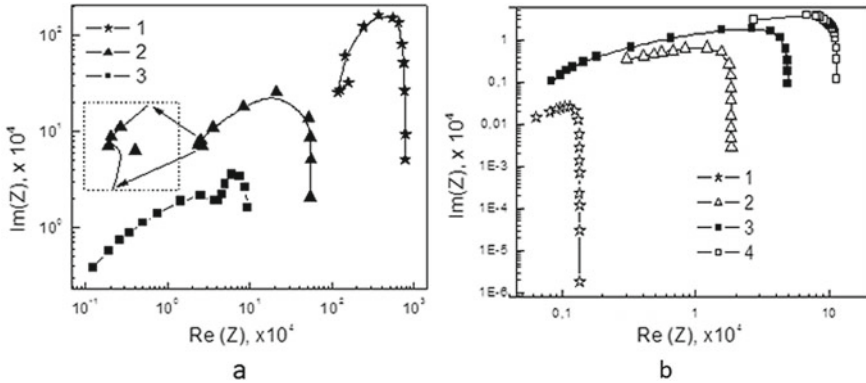 Im(Z), x 10⁴
10²
10¹
10⁰
10⁻¹
10⁰
10¹
10²
10³
Re (Z), x10⁴
1
2
3
a
Im(Z), x 10⁴
1
0,1
0,01
1E-3
1E-4
1E-5
1E-6
0,1
1
10
Re (Z), x10⁴
1
2
3
4
b